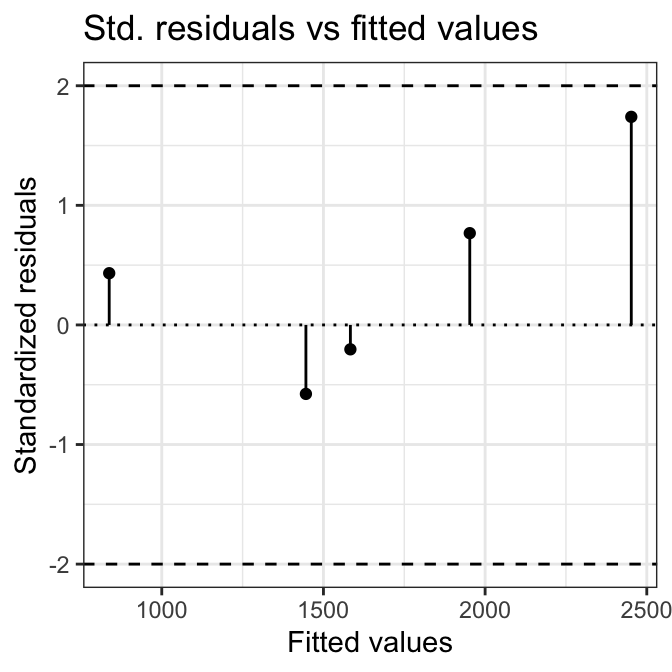 Std. residuals vs fitted values
Standardized residuals
2
1
0
-1
-2
1000 1500 2000 2500
Fitted values